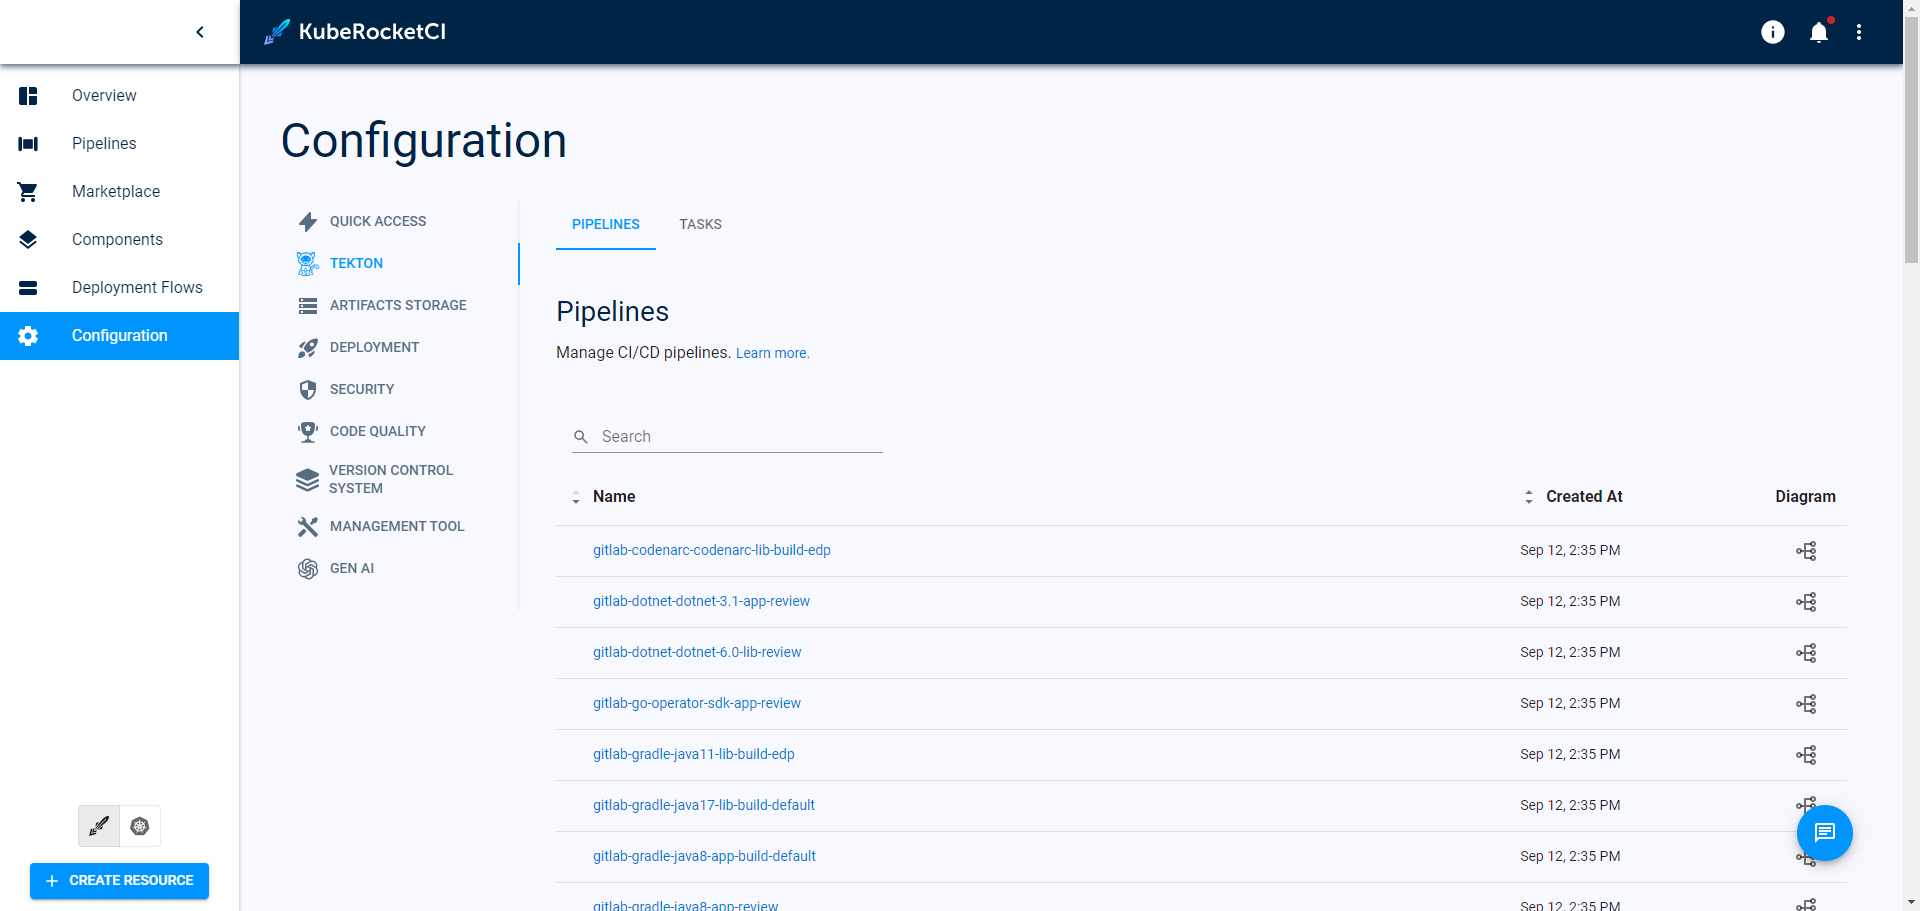 KubeRocketCI
Overview
Pipelines
Marketplace
Components
Deployment Flows
Configuration
CREATE RESOURCE
Configuration
QUICK ACCESS
TEKTON
ARTIFACTS STORAGE
DEPLOYMENT
SECURITY
CODE QUALITY
VERSION CONTROL
SYSTEM
MANAGEMENT TOOL
GEN AI
PIPELINES TASKS
Pipelines
Manage CI/CD pipelines. Learn more.
Search
Name Created At Diagram
gitlab-codenarc-codenarc-lib-build-edp Sep 12, 2:35 PM
gitlab-dotnet-dotnet-3.1-app-review Sep 12, 2:35 PM
gitlab-dotnet-dotnet-6.0-lib-review Sep 12, 2:35 PM
gitlab-go-operator-sdk-app-review Sep 12, 2:35 PM
gitlab-gradle-java11-lib-build-edp Sep 12, 2:35 PM
gitlab-gradle-java17-lib-build-default Sep 12, 2:35 PM
gitlab-gradle-java8-app-build-default Sep 12, 2:35 PM
gitlab-gradle-java8-app-review Sep 12, 2:35 PM